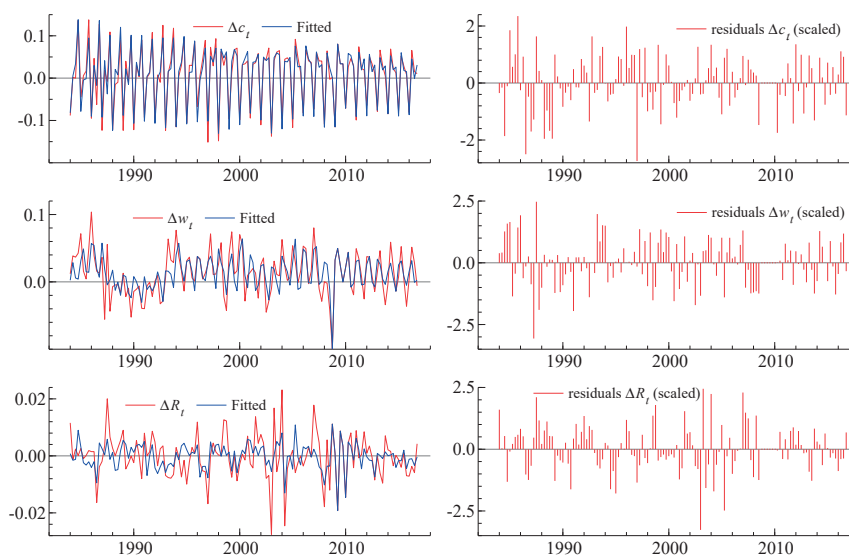 Δc_t Fitted
0.1
0.0
-0.1
1990 2000 2010
residuals Δc_t (scaled)
2
0
-2
1990 2000 2010
Δw_t Fitted
0.1
0.0
1990 2000 2010
residuals Δw_t (scaled)
2.5
0.0
-2.5
1990 2000 2010
ΔR_t Fitted
0.02
0.00
-0.02
1990 2000 2010
residuals ΔR_t (scaled)
2.5
0.0
-2.5
1990 2000 2010